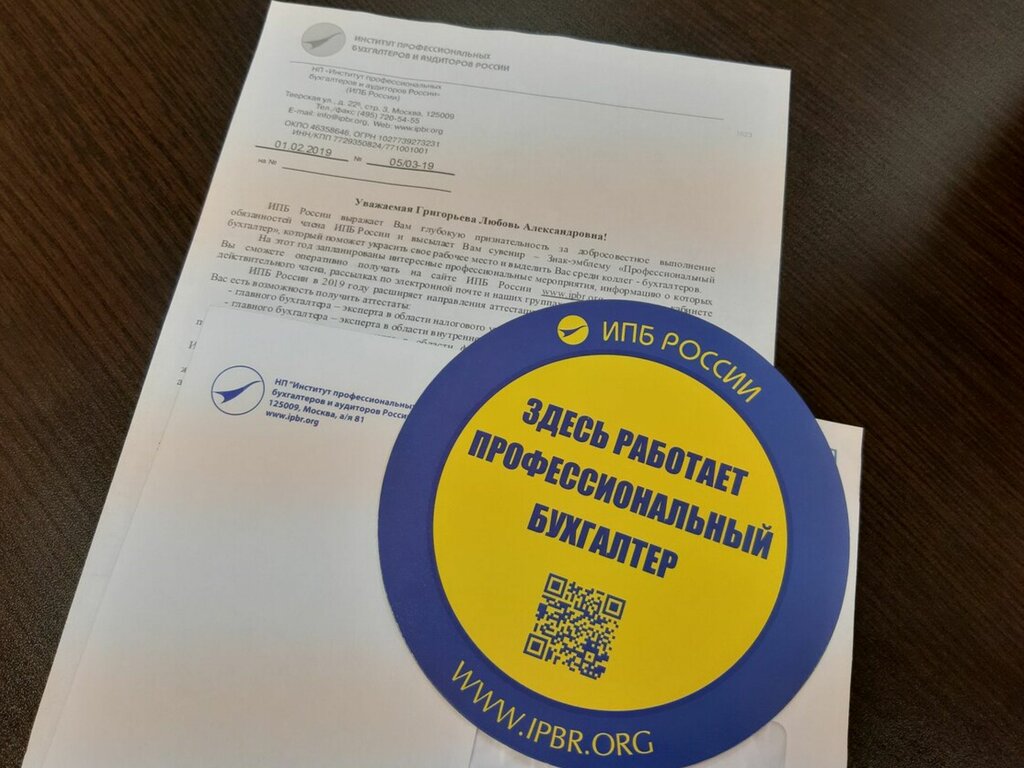 ИНСТИТУТ ПРОФЕССИОНАЛЬНЫХ
БУХГАЛТЕРОВ И АУДИТОРОВ РОССИИ
НП «Институт профессиональных
бухгалтеров и аудиторов России»
(ИПБ России)
Тверская ул., д. 22б, стр. 3, Москва, 125009
Тел./факс (495) 720-54-55
E-mail: info@ipbr.org, Web: www.ipbr.org
ОКПО 46358646, ОГРН 1027739273231
ИНН/КПП 7729350824/771001001
01.02.2019 № 05/03-19
на №
Уважаемая Григорьева Любовь Александровна!
ИПБ России выражает Вам глубокую признательность за добросовестное выполнение
обязанностей члена ИПБ России и высылает Вам сувенир – Знак-эмблему «Профессиональный
бухгалтер», который поможет украсить свое рабочее место и выделить Вас среди коллег - бухгалтеров.
На этот год запланированы интересные профессиональные мероприятия, информацию о которых
Вы сможете оперативно получать на сайте ИПБ России www.ipbr.org кабинете
действительного члена, рассылках по электронной почте и наших группах
ИПБ России в 2019 году расширяет направления
Вас есть возможность получить аттестаты:
- главного бухгалтера – эксперта в области налогового
- главного бухгалтера – эксперта в области
в области
НП "Институт профессиональных
бухгалтеров и аудиторов
125009, Москва, а/я 81
www.ipbr.org
ИПБ РОССИИ
ЗДЕСЬ РАБОТАЕТ
ПРОФЕССИОНАЛЬНЫЙ
БУХГАЛТЕР
WWW.IPBR.ORG